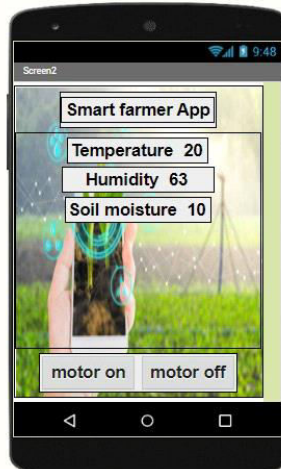 9:48
Screen2
Smart farmer App
Temperature 20
Humidity 63
Soil moisture 10
motor on motor off